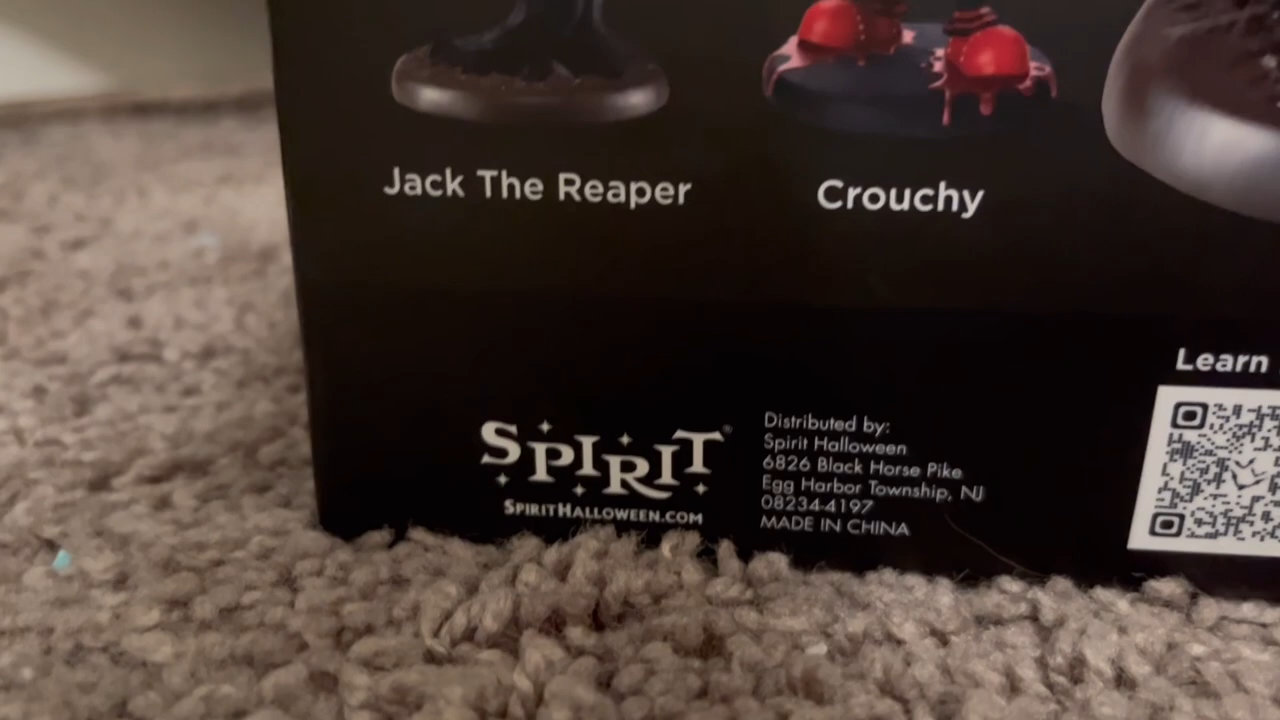 Jack The Reaper
Crouchy
Learn
SPIRIT®
SPIRITHALLOWEEN.COM
Distributed by:
Spirit Halloween
6826 Black Horse Pike
Egg Harbor Township, NJ
08234-4197
MADE IN CHINA